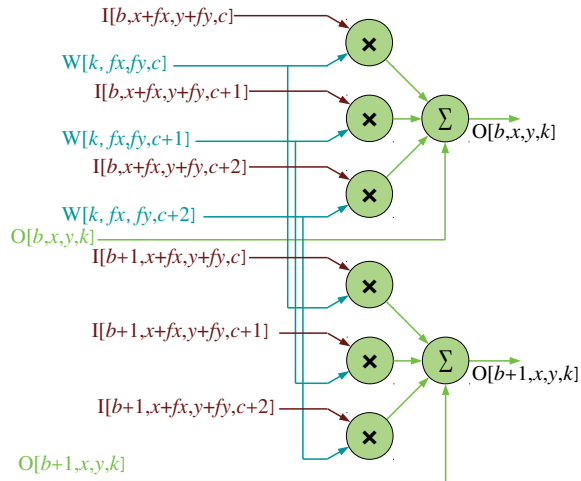 I[b,x+fx,y+fy,c]
×
W[k, fx,fy,c]
I[b,x+fx,y+fy,c+1]
×
Σ
O[b,x,y,k]
W[k, fx,fy,c+1]
I[b,x+fx,y+fy,c+2]
×
W[k, fx, fy,c+2]
O[b,x,y,k]
I[b+1,x+fx,y+fy,c]
×
I[b+1,x+fx,y+fy,c+1]
×
Σ
O[b+1,x,y,k]
I[b+1,x+fx,y+fy,c+2]
×
O[b+1,x,y,k]